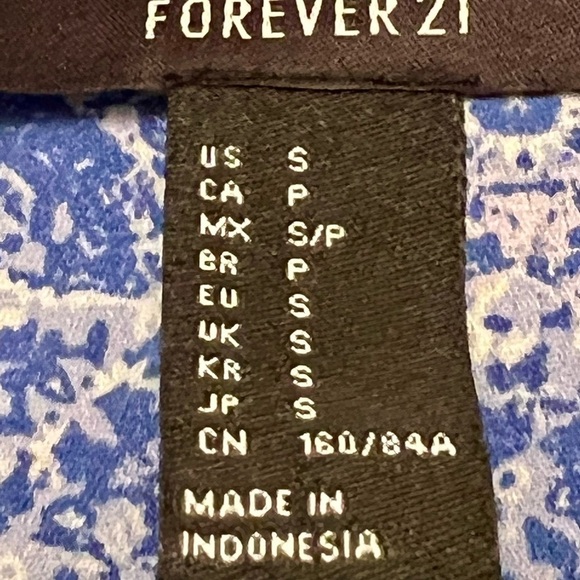 FOREVER 21
US S
CA P
MX S/P
BR P
EU S
UK S
KR S
JP S
CN 160/84A
MADE IN
INDONESIA